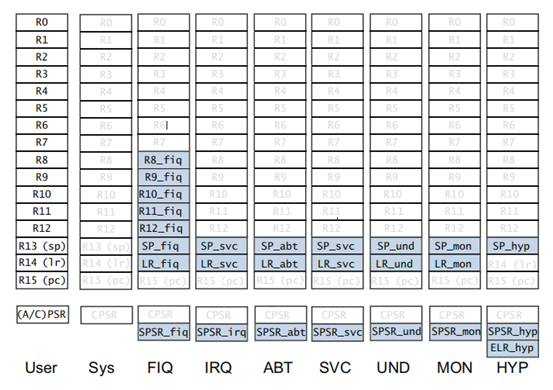 R0 R0 R0 R0 R0 R0 R0 R0 R0
R1 R1 R1 R1 R1 R1 R1 R1 R1
R2 R2 R2 R2 R2 R2 R2 R2 R2
R3 R3 R3 R3 R3 R3 R3 R3 R3
R4 R4 R4 R4 R4 R4 R4 R4 R4
R5 R5 R5 R5 R5 R5 R5 R5 R5
R6 R6 R6 R6 R6 R6 R6 R6 R6
R7 R7 R7 R7 R7 R7 R7 R7 R7
R8 R8 R8_fiq R8 R8 R8 R8 R8 R8
R9 R9 R9_fiq R9 R9 R9 R9 R9 R9
R10 R10 R10_fiq R10 R10 R10 R10 R10 R10
R11 R11 R11_fiq R11 R11 R11 R11 R11 R11
R12 R12 R12_fiq R12 R12 R12 R12 R12 R12
R13 (sp) R13 (sp) SP_fiq SP_svc SP_abt SP_svc SP_und SP_mon SP_hyp
R14 (lr) R14 (lr) LR_fiq LR_svc LR_abt LR_svc LR_und LR_mon R14 (lr)
R15 (pc) R15 (pc) R15 (pc) R15 (pc) R15 (pc) R15 (pc) R15 (pc) R15 (pc) R15 (pc)
(A/C)PSR CPSR CPSR CPSR CPSR CPSR CPSR CPSR CPSR
SPSR_fiq SPSR_irq SPSR_abt SPSR_svc SPSR_und SPSR_mon SPSR_hyp
ELR_hyp
User Sys FIQ IRQ ABT SVC UND MON HYP